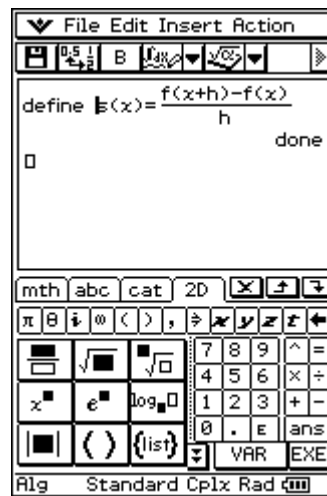 File Edit Insert Action
B
define s(x)= f(x+h)-f(x)
h
done
mth abc cat 2D
π θ i ∞ ( ) , ⇒ x y z t ←
7 8 9 ^ =
4 5 6 × ÷
x e log 1 2 3 + -
( ) {list} 0 . E ans
VAR EXE
Alg Standard Cplx Rad